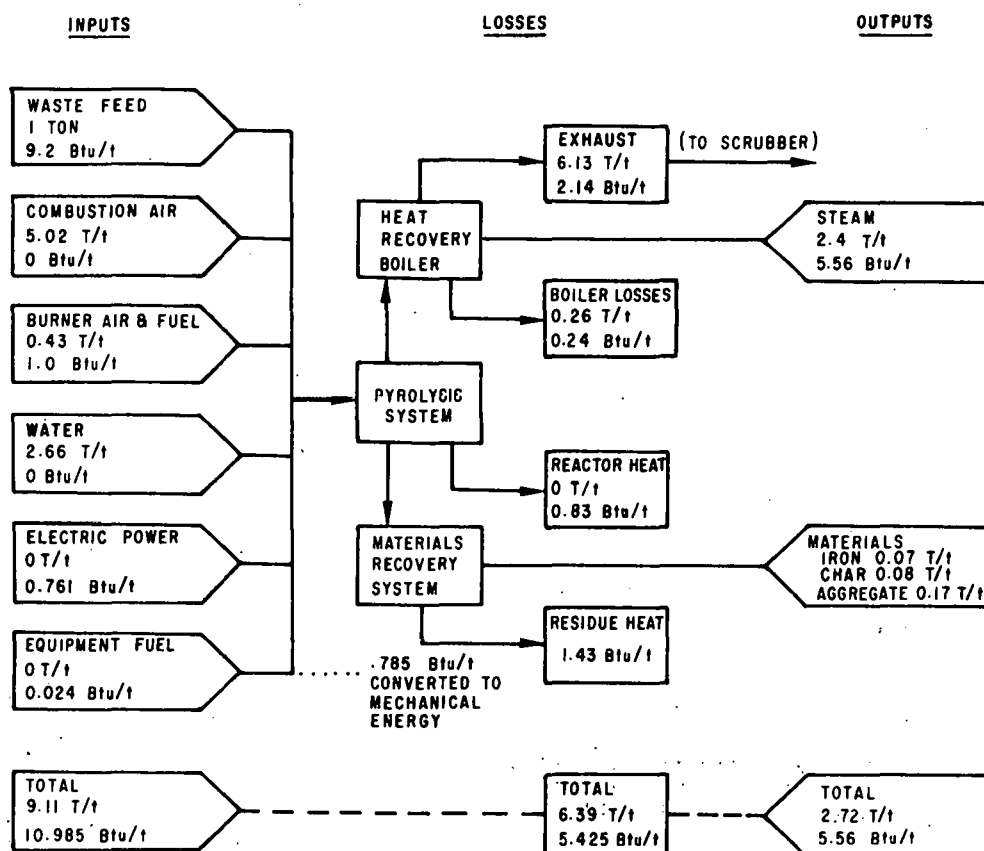 INPUTS
LOSSES
OUTPUTS
WASTE FEED
1 TON
9.2 Btu/t
COMBUSTION AIR
5.02 T/t
0 Btu/t
BURNER AIR & FUEL
0.43 T/t
1.0 Btu/t
WATER
2.66 T/t
0 Btu/t
ELECTRIC POWER
0 T/t
0.761 Btu/t
EQUIPMENT FUEL
0 T/t
0.024 Btu/t
EXHAUST
6.13 T/t
2.14 Btu/t
(TO SCRUBBER)
HEAT
RECOVERY
BOILER
STEAM
2.4 T/t
5.56 Btu/t
BOILER LOSSES
0.26 T/t
0.24 Btu/t
PYROLYGIC
SYSTEM
REACTOR HEAT
0 T/t
0.83 Btu/t
MATERIALS
RECOVERY
SYSTEM
MATERIALS
IRON 0.07 T/t
CHAR 0.08 T/t
AGGREGATE 0.17 T/t
RESIDUE HEAT
1.43 Btu/t
.785 Btu/t
CONVERTED TO
MECHANICAL
ENERGY
TOTAL
9.11 T/t
10.985 Btu/t
TOTAL
6.39 T/t
5.425 Btu/t
TOTAL
2.72 T/t
5.56 Btu/t